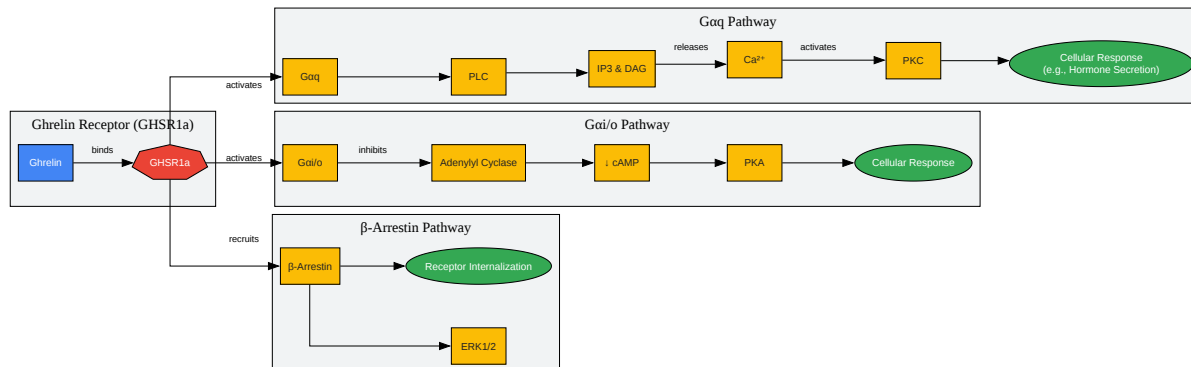 Gαq Pathway
Gαq
PLC
IP3 & DAG
releases
Ca²⁺
activates
PKC
Cellular Response
(e.g., Hormone Secretion)
activates
Ghrelin Receptor (GHSR1a)
Ghrelin
binds
GHSR1a
activates
Gαi/o Pathway
Gαi/o
inhibits
Adenylyl Cyclase
↓ cAMP
PKA
Cellular Response
recruits
β-Arrestin Pathway
β-Arrestin
Receptor Internalization
ERK1/2